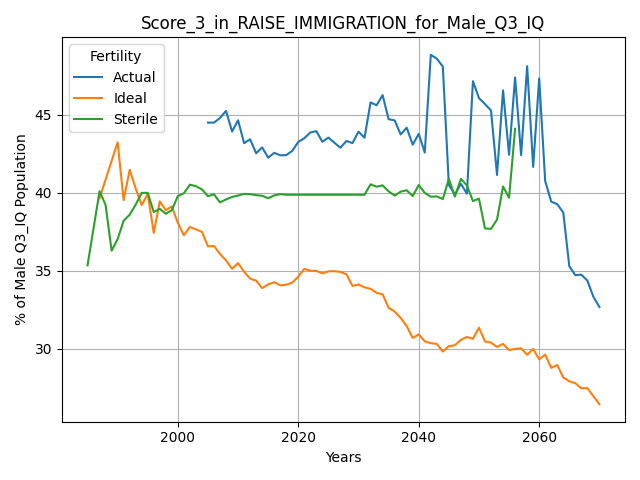 Score_3_in_RAISE_IMMIGRATION_for_Male_Q3_IQ
Fertility
Actual
Ideal
Sterile
% of Male Q3_IQ Population
45
40
35
30
2000
2020
2040
2060
Years